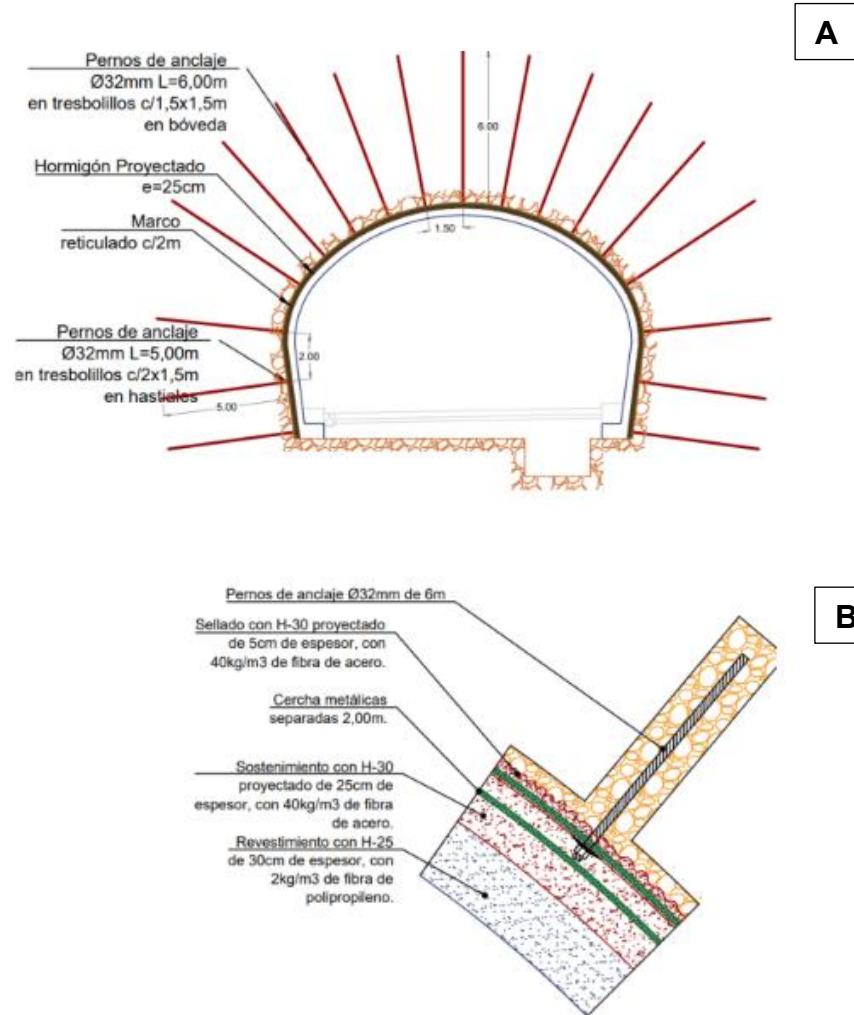 A
Pernos de anclaje
Ø32mm L=6,00m
en tresbolillos c/1,5x1,5m
en bóveda
6.00
Hormigón Proyectado
e=25cm
Marco
reticulado c/2m
1.50
Pernos de anclaje
Ø32mm L=5,00m
en tresbolillos c/2x1,5m
en hastiales
2.00
5.00
B
Pernos de anclaje Ø32mm de 6m
Sellado con H-30 proyectado
de 5cm de espesor, con
40kg/m3 de fibra de acero.
Cercha metálicas
separadas 2,00m.
Sostenimiento con H-30
proyectado de 25cm de
espesor, con 40kg/m3 de fibra
de acero.
Revestimiento con H-25
de 30cm de espesor, con
2kg/m3 de fibra de
polipropileno.